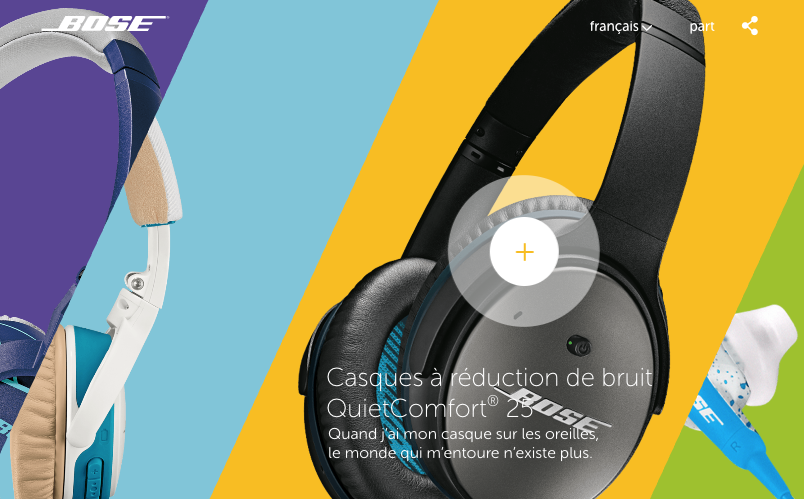 BOSE®
français
part
Casques à réduction de bruit
QuietComfort® 25
BOSE
Quand j'ai mon casque sur les oreilles,
le monde qui m'entoure n'existe plus.
R